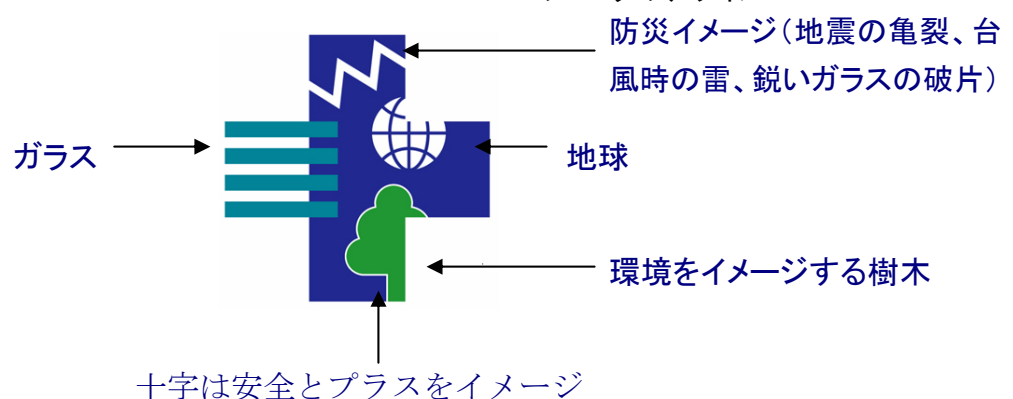 防災イメージ(地震の亀裂、台
風時の雷、鋭いガラスの破片)
ガラス
地球
環境をイメージする樹木
十字は安全とプラスをイメージ